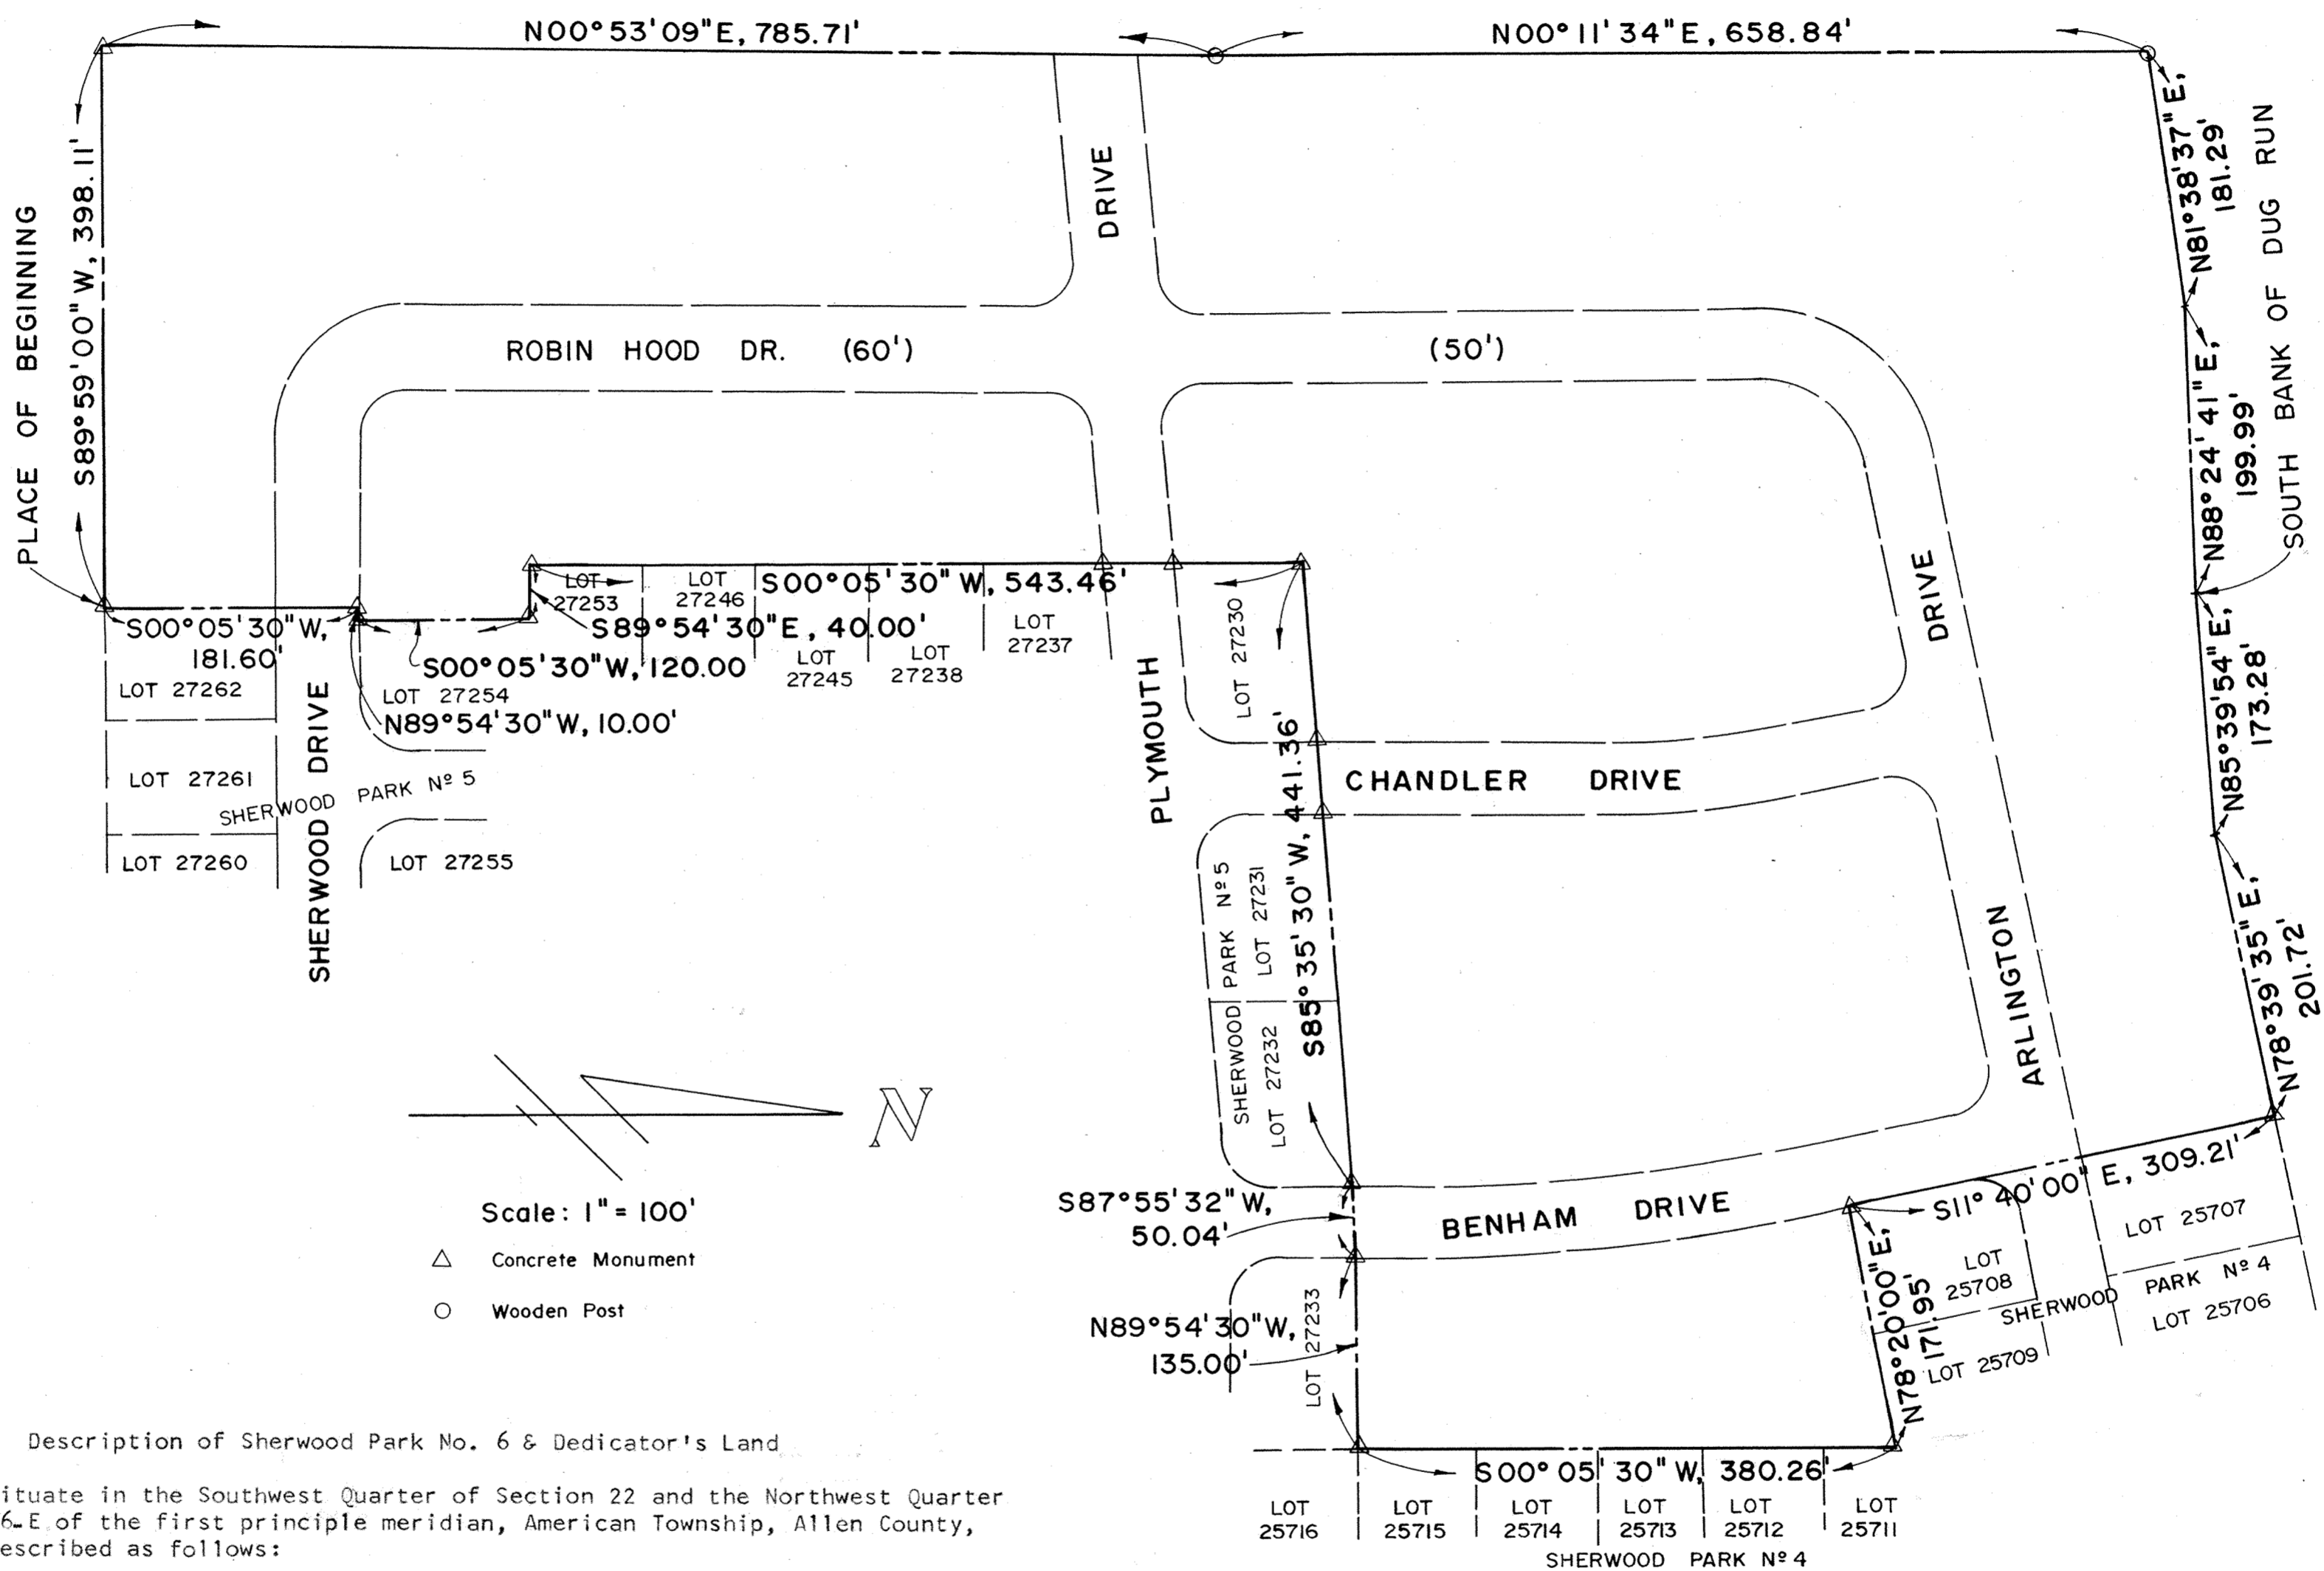 N00°53'09"E, 785.71'
N00°11'34"E, 658.84'
PLACE OF BEGINNING
S89°59'00"W, 398.11'
DRIVE
N81°38'37"E,
181.29'
SOUTH BANK OF DUG RUN
ROBIN HOOD DR. (60')
(50')
N88°24'41"E,
199.99'
S00°05'30"W,
181.60'
LOT
27253
LOT
27246
S00°05'30"W, 543.46'
S89°54'30"E, 40.00'
S00°05'30"W, 120.00
LOT
27245
LOT
27238
LOT
27237
LOT 27230
DRIVE
N85°39'54"E,
173.28'
LOT 27262
SHERWOOD DRIVE
LOT 27254
N89°54'30"W, 10.00'
PLYMOUTH
LOT 27261
SHERWOOD PARK Nº 5
LOT 27260
LOT 27255
S85°35'30"W, 441.36'
CHANDLER DRIVE
SHERWOOD PARK Nº 5
LOT 27231
LOT 27232
ARLINGTON
N78°39'35"E,
201.72'
N
Scale: 1" = 100'
Concrete Monument
Wooden Post
S87°55'32"W,
50.04'
BENHAM DRIVE
S11°40'00"E, 309.21'
LOT 25707
LOT
25708
SHERWOOD PARK Nº 4
LOT 25706
N89°54'30"W,
135.00'
LOT 27233
N78°20'00"E,
171.95'
LOT 25709
Description of Sherwood Park No. 6 & Dedicator's Land
ituate in the Southwest Quarter of Section 22 and the Northwest Quarter
6-E of the first principle meridian, American Township, Allen County,
escribed as follows:
S00°05'30"W, 380.26'
LOT
25716
LOT
25715
LOT
25714
LOT
25713
LOT
25712
LOT
25711
SHERWOOD PARK Nº 4